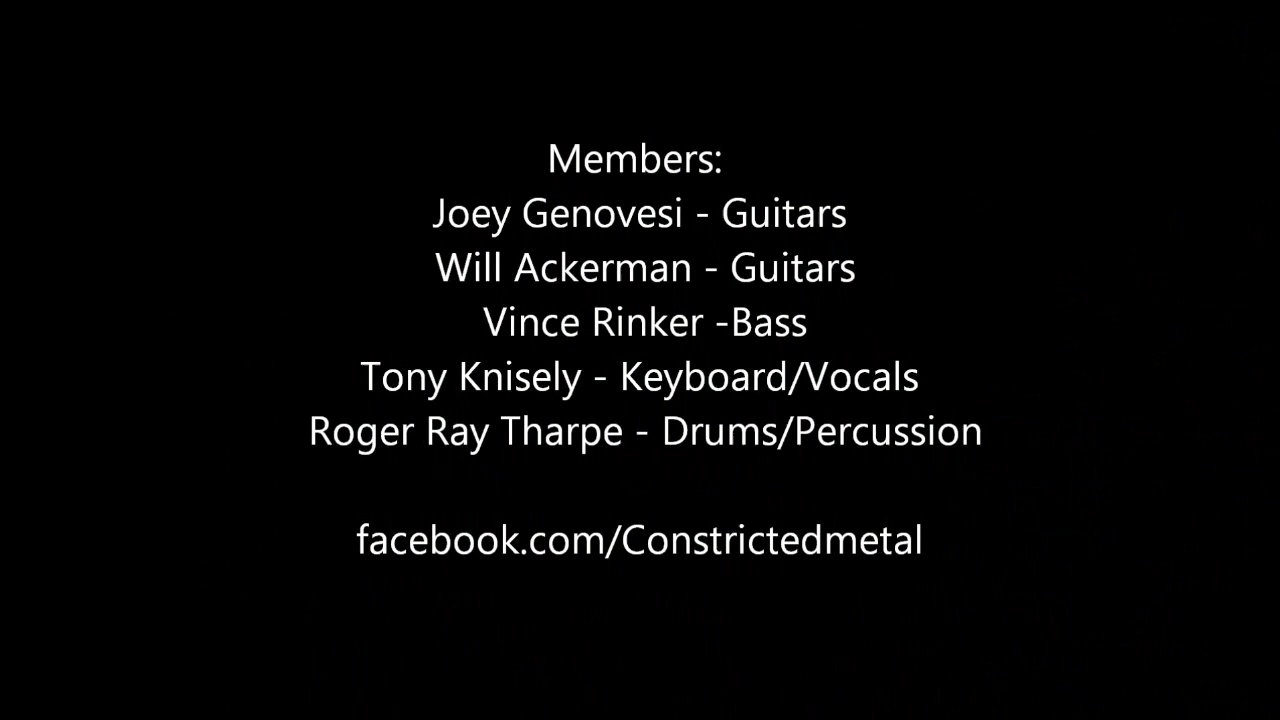 Members:
Joey Genovesi - Guitars
Will Ackerman - Guitars
Vince Rinker -Bass
Tony Knisely - Keyboard/Vocals
Roger Ray Tharpe - Drums/Percussion
facebook.com/Constrictedmetal